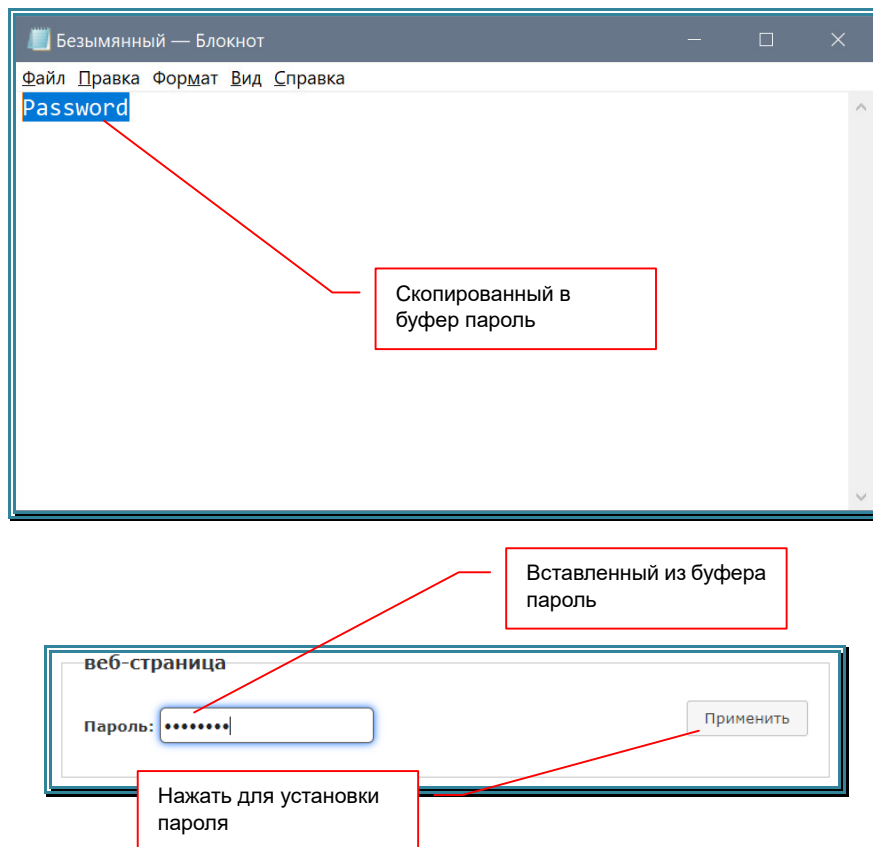 Безымянный — Блокнот
Файл Правка Формат Вид Справка
Password
Скопированный в
буфер пароль
Вставленный из буфера
пароль
веб-страница
Пароль: ••••••••
Применить
Нажать для установки
пароля